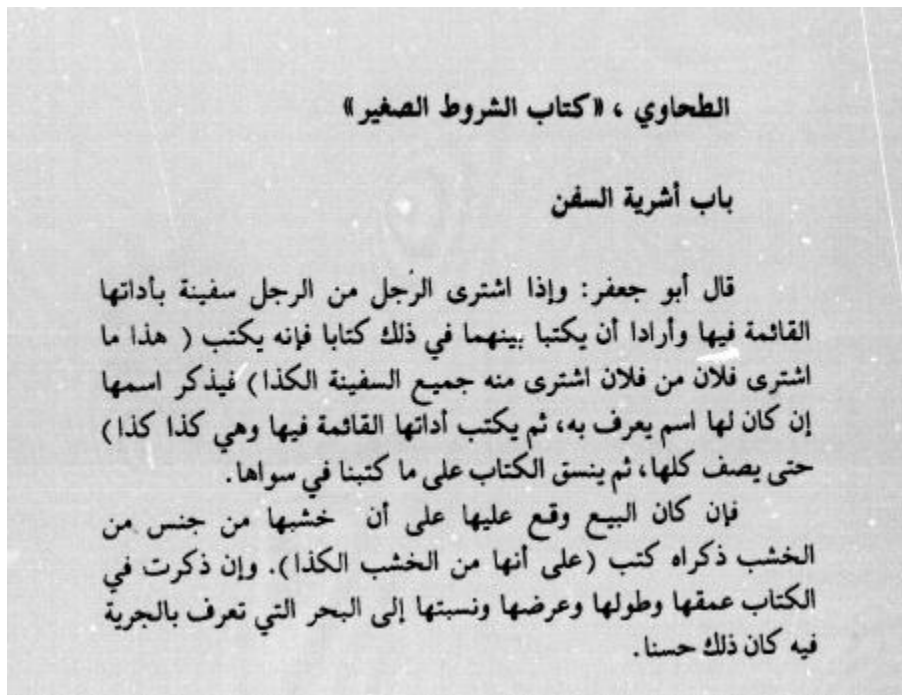 الطحاوي ، «كتاب الشروط الصغير»
باب أشرية السفن
قال أبو جعفر: وإذا اشترى الرجل من الرجل سفينة بأداتها
القائمة فيها وأرادا أن يكتبا بينهما في ذلك كتابا فإنه يكتب ( هذا ما
اشترى فلان من فلان اشترى منه جميع السفينة الكذا) فيذكر اسمها
إن كان لها اسم يعرف به، ثم يكتب أداتها القائمة فيها وهي كذا كذا)
حتى يصف كلها، ثم ينسق الكتاب على ما كتبنا في سواها.
فإن كان البيع وقع عليها على أن خشبها من جنس من
الخشب ذكراه كتب (على أنها من الخشب الكذا). وإن ذكرت في
الكتاب عمقها وطولها وعرضها ونسبتها إلى البحر التي تعرف بالجرية
فيه كان ذلك حسنا.